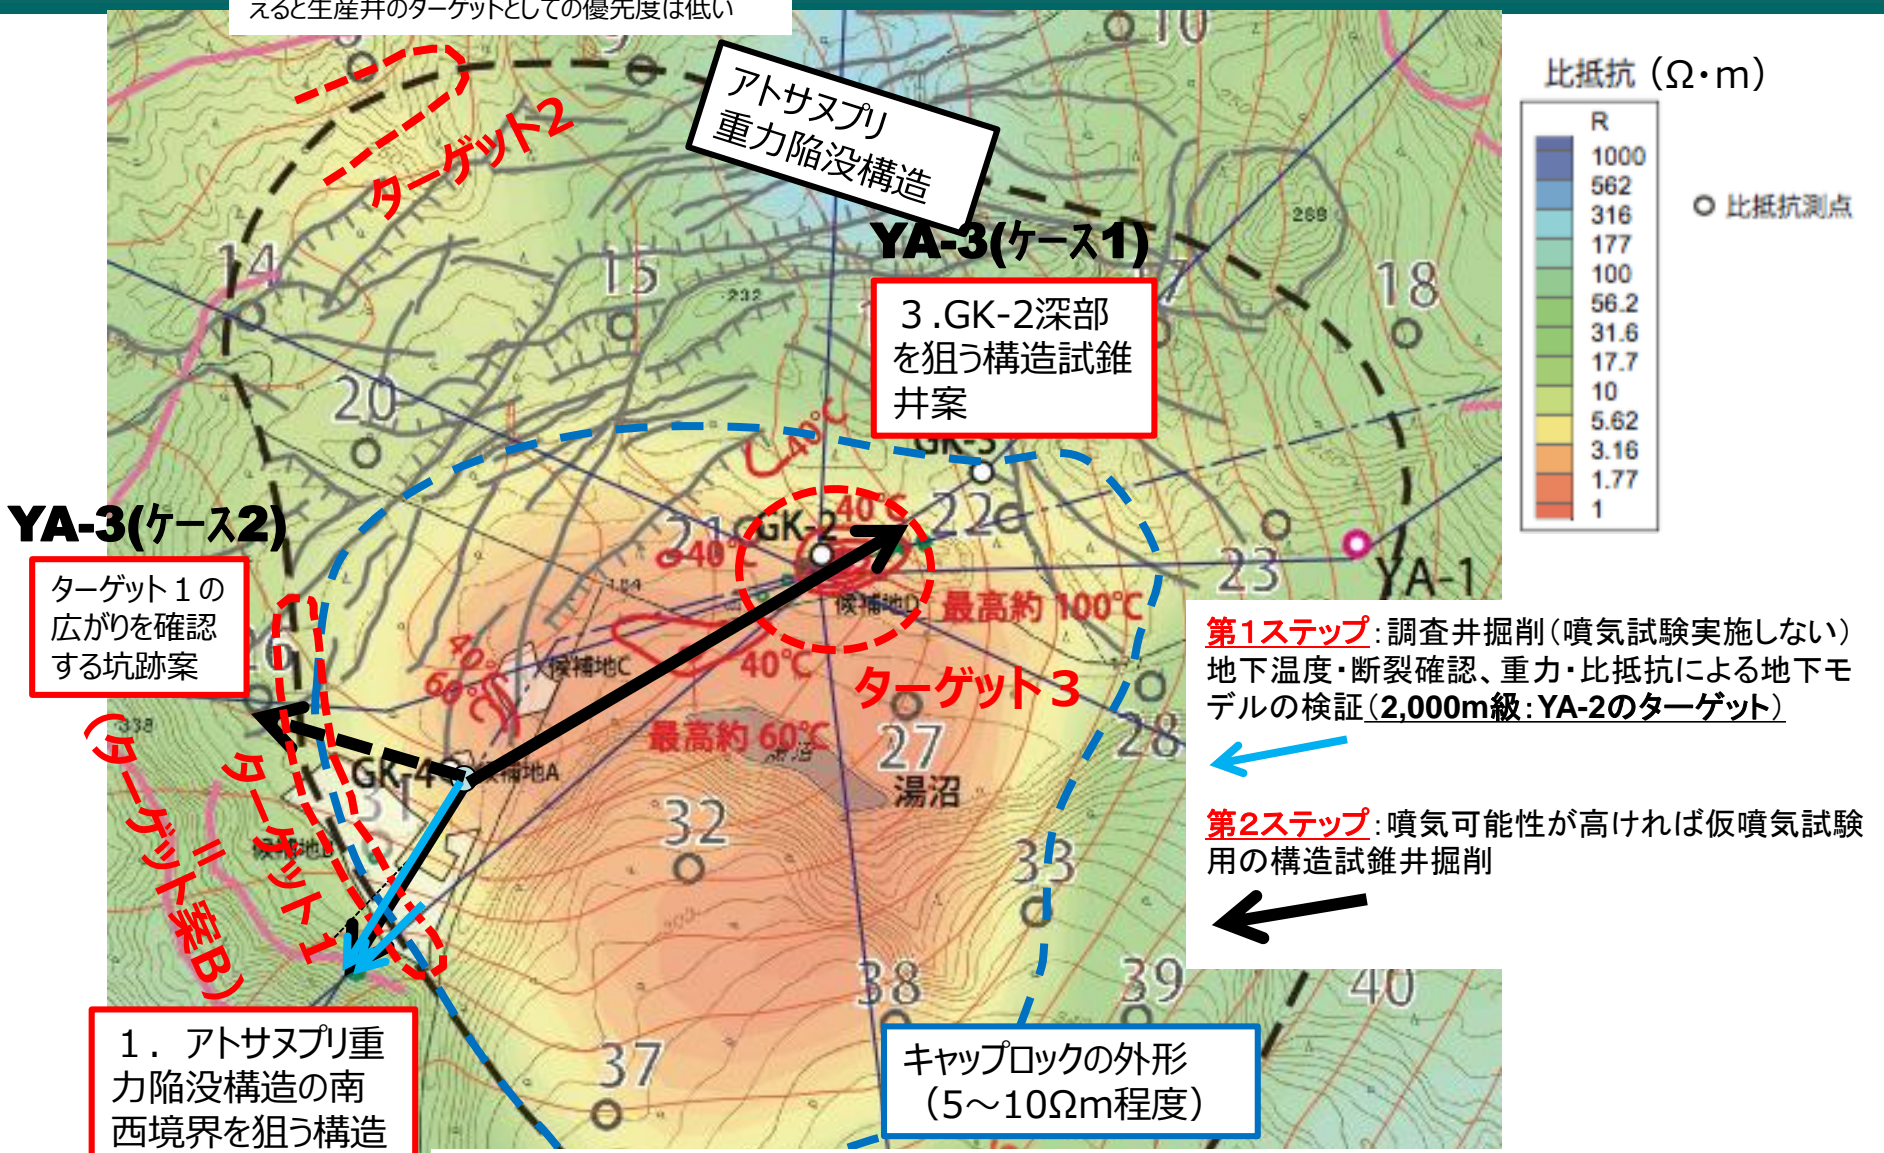 えると生産井のターゲットとしての優先度は低い
9
10
アトサヌプリ
重力陥没構造
ターゲット2
14
15
232
268
YA-3(ケース1)
17
18
3.GK-2深部
を狙う構造試錐
井案
20
40℃
GK-3
YA-3(ケース2)
ターゲット1の
広がりを確認
する坑跡案
21
GK-2
40℃
22
40℃
23
YA-1
184
候補地D
最高約 100℃
26
40℃
60℃
候補地C
40℃
ターゲット3
28
338
最高約 60℃
27
湯沼
GK-4
候補地A
31
ターゲット1
=
(ターゲット案B)
32
33
200
38
39
40
37
1. アトサヌプリ重
力陥没構造の南
西境界を狙う構造
キャップロックの外形
(5~10Ωm程度)
比抵抗(Ω・m)
R
1000
562
316
177
100
56.2
31.6
17.7
10
5.62
3.16
1.77
1
比抵抗測点
第1ステップ:調査井掘削(噴気試験実施しない)
地下温度・断裂確認、重力・比抵抗による地下モ
デルの検証(2,000m級:YA-2のターゲット)
第2ステップ:噴気可能性が高ければ仮噴気試験
用の構造試錐井掘削